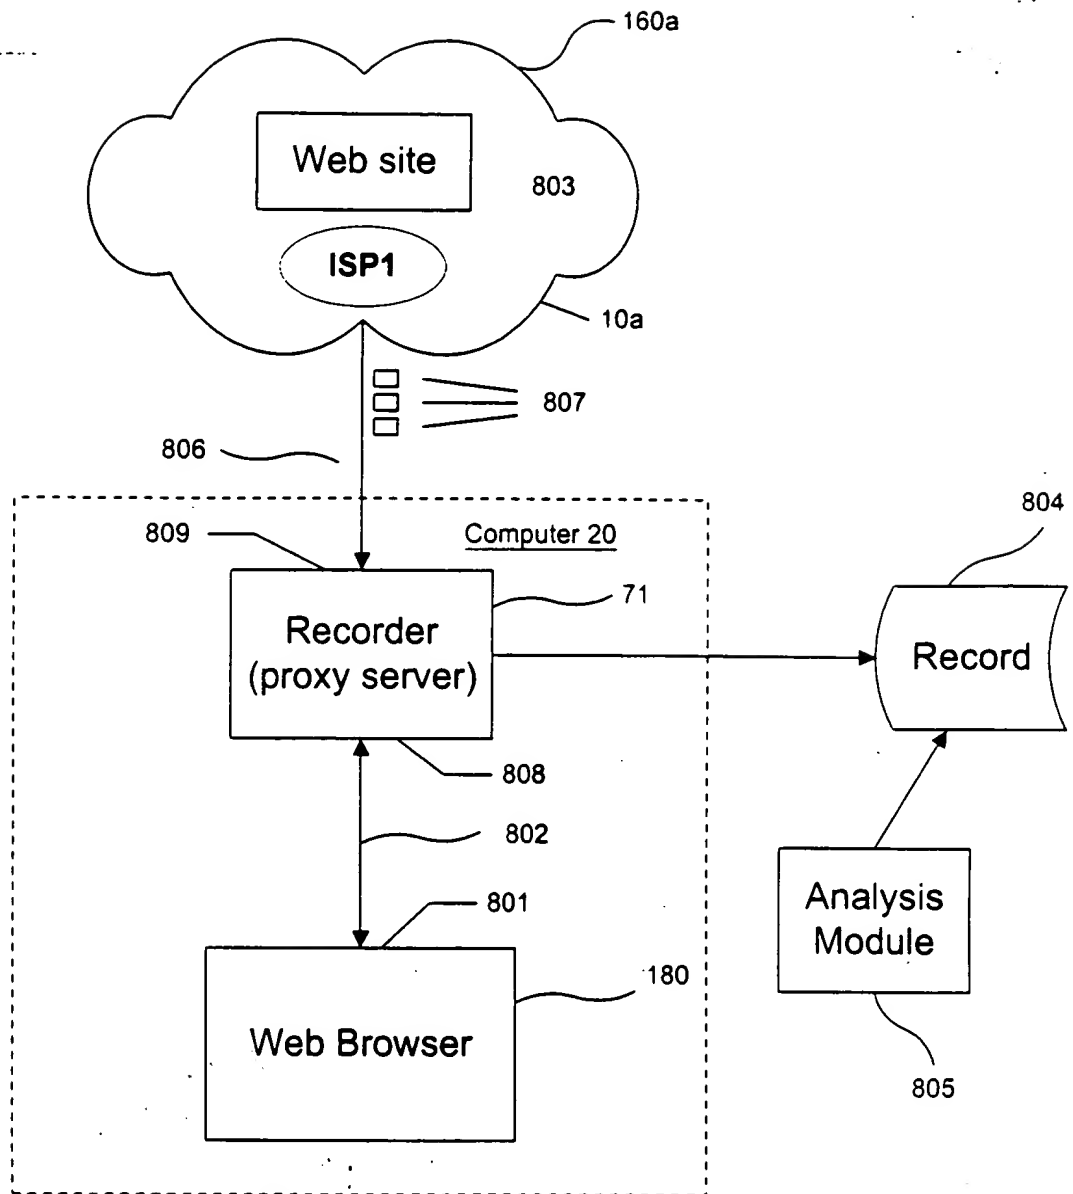 160a
Web site
803
ISP1
10a
807
806
804
809
Computer 20
71
Recorder
(proxy server)
Record
808
802
801
Analysis
Module
180
Web Browser
805